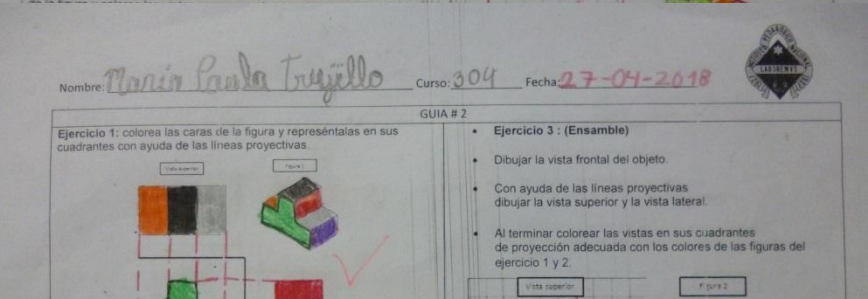 Nombre: Maria Paula Trujillo Curso: 304 Fecha: 27-04-2018
LABOREMVS
GUIA # 2
Ejercicio 1: colorea las caras de la figura y represéntalas en sus
cuadrantes con ayuda de las líneas proyectivas.
Vista superior
Figura 1
• Ejercicio 3 : (Ensamble)
• Dibujar la vista frontal del objeto.
• Con ayuda de las líneas proyectivas
dibujar la vista superior y la vista lateral.
• Al terminar colorear las vistas en sus cuadrantes
de proyección adecuada con los colores de las figuras del
ejercicio 1 y 2.
Vista superior
Figura 2